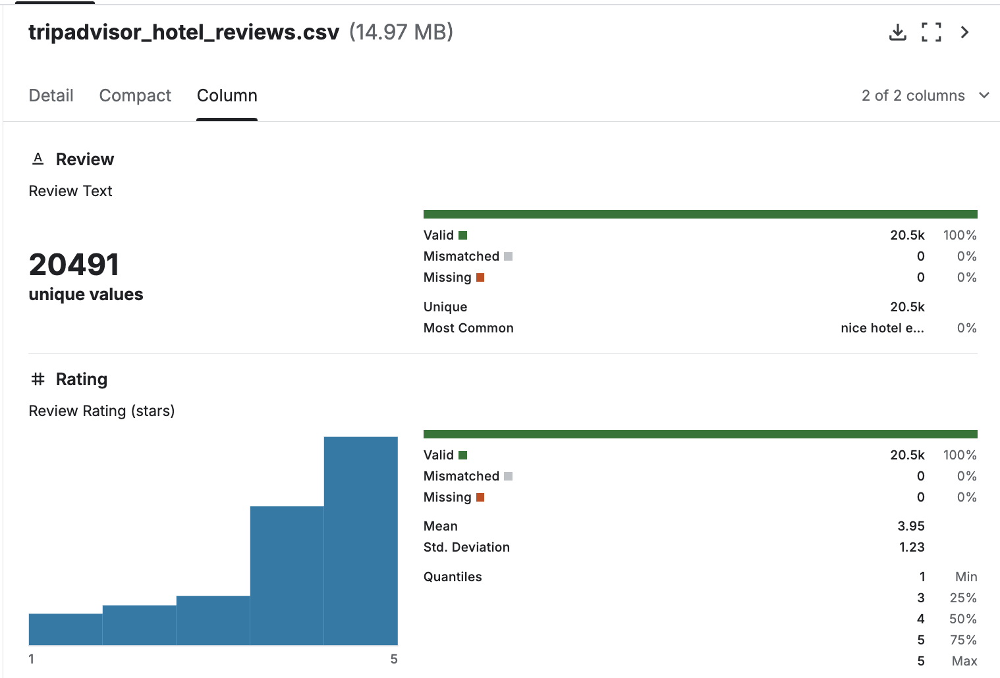 tripadvisor_hotel_reviews.csv (14.97 MB)
Detail Compact Column 2 of 2 columns
A Review
Review Text
20491
unique values
Valid 20.5k 100%
Mismatched 0 0%
Missing 0 0%
Unique 20.5k
Most Common nice hotel e... 0%
# Rating
Review Rating (stars)
1 5
Valid 20.5k 100%
Mismatched 0 0%
Missing 0 0%
Mean 3.95
Std. Deviation 1.23
Quantiles 1 Min
3 25%
4 50%
5 75%
5 Max